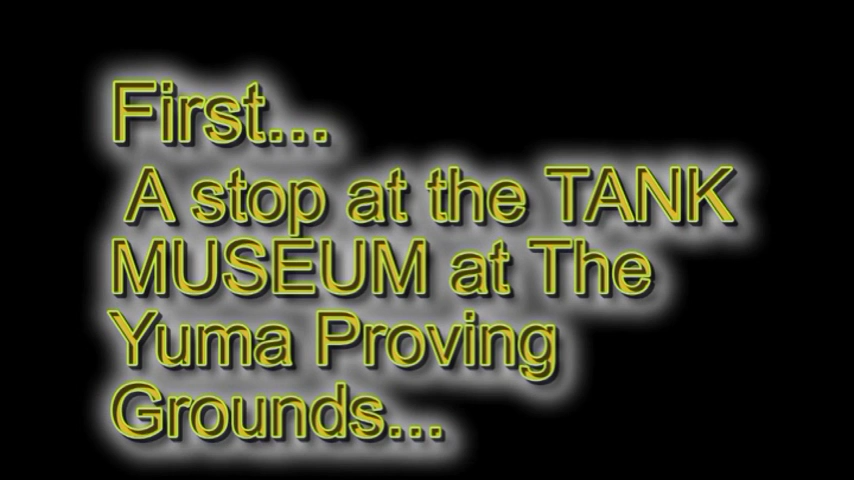 First...
A stop at the TANK
MUSEUM at The
Yuma Proving
Grounds...